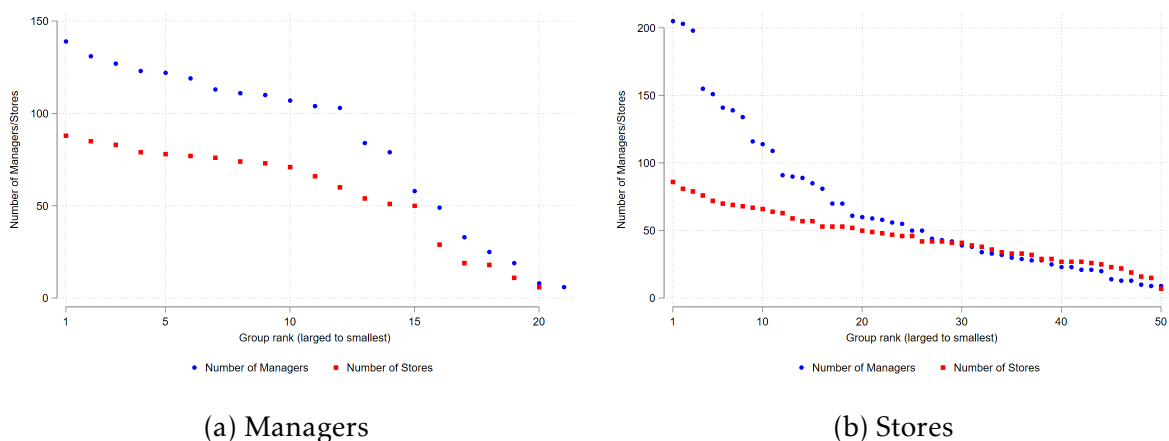 150
100
50
0
Number of Managers/Stores
1 5 10 15 20
Group rank (larged to smallest)
Number of Managers Number of Stores
(a) Managers
200
150
100
50
0
Number of Managers/Stores
1 10 20 30 40 50
Group rank (larged to smallest)
Number of Managers Number of Stores
(b) Stores